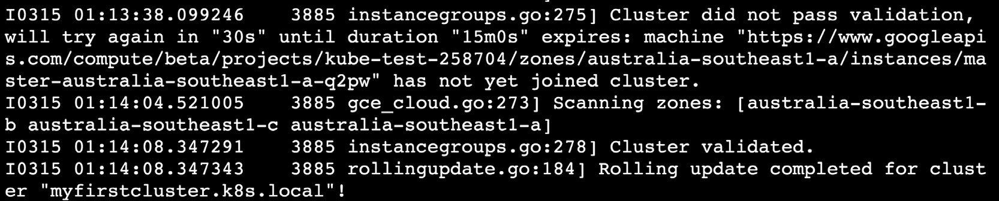 I0315 01:13:38.099246    3885 instancegroups.go:275] Cluster did not pass validation,
will try again in "30s" until duration "15m0s" expires: machine "https://www.googleapi
s.com/compute/beta/projects/kube-test-258704/zones/australia-southeast1-a/instances/ma
ster-australia-southeast1-a-q2pw" has not yet joined cluster.
I0315 01:14:04.521005    3885 gce_cloud.go:273] Scanning zones: [australia-southeast1-
b australia-southeast1-c australia-southeast1-a]
I0315 01:14:08.347291    3885 instancegroups.go:278] Cluster validated.
I0315 01:14:08.347343    3885 rollingupdate.go:184] Rolling update completed for clust
er "myfirstcluster.k8s.local"!